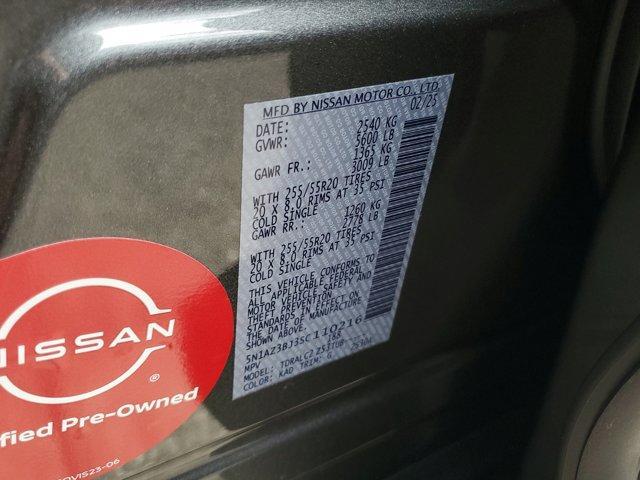 MFD BY NISSAN MOTOR CO., LTD.
DATE: 02/25
GVWR: 2540 KG
5600 LB
GAWR FR.: 1365 KG
3009 LB
WITH 255/55R20 TIRES
20 X 8.0 RIMS AT 35 PSI
COLD SINGLE
GAWR RR.: 1260 KG
2778 LB
WITH 255/55R20 TIRES
20 X 8.0 RIMS AT 35 PSI
COLD SINGLE
THIS VEHICLE CONFORMS TO
ALL APPLICABLE FEDERAL
MOTOR VEHICLE SAFETY AND
THEFT PREVENTION
STANDARDS IN EFFECT ON
THE DATE OF MANUFACTURE
SHOWN ABOVE.
5N1AZ3BJ3SC110216
MPV
MODEL:
COLOR: KAD TRIM: G
NISSAN
®
ified Pre-Owned